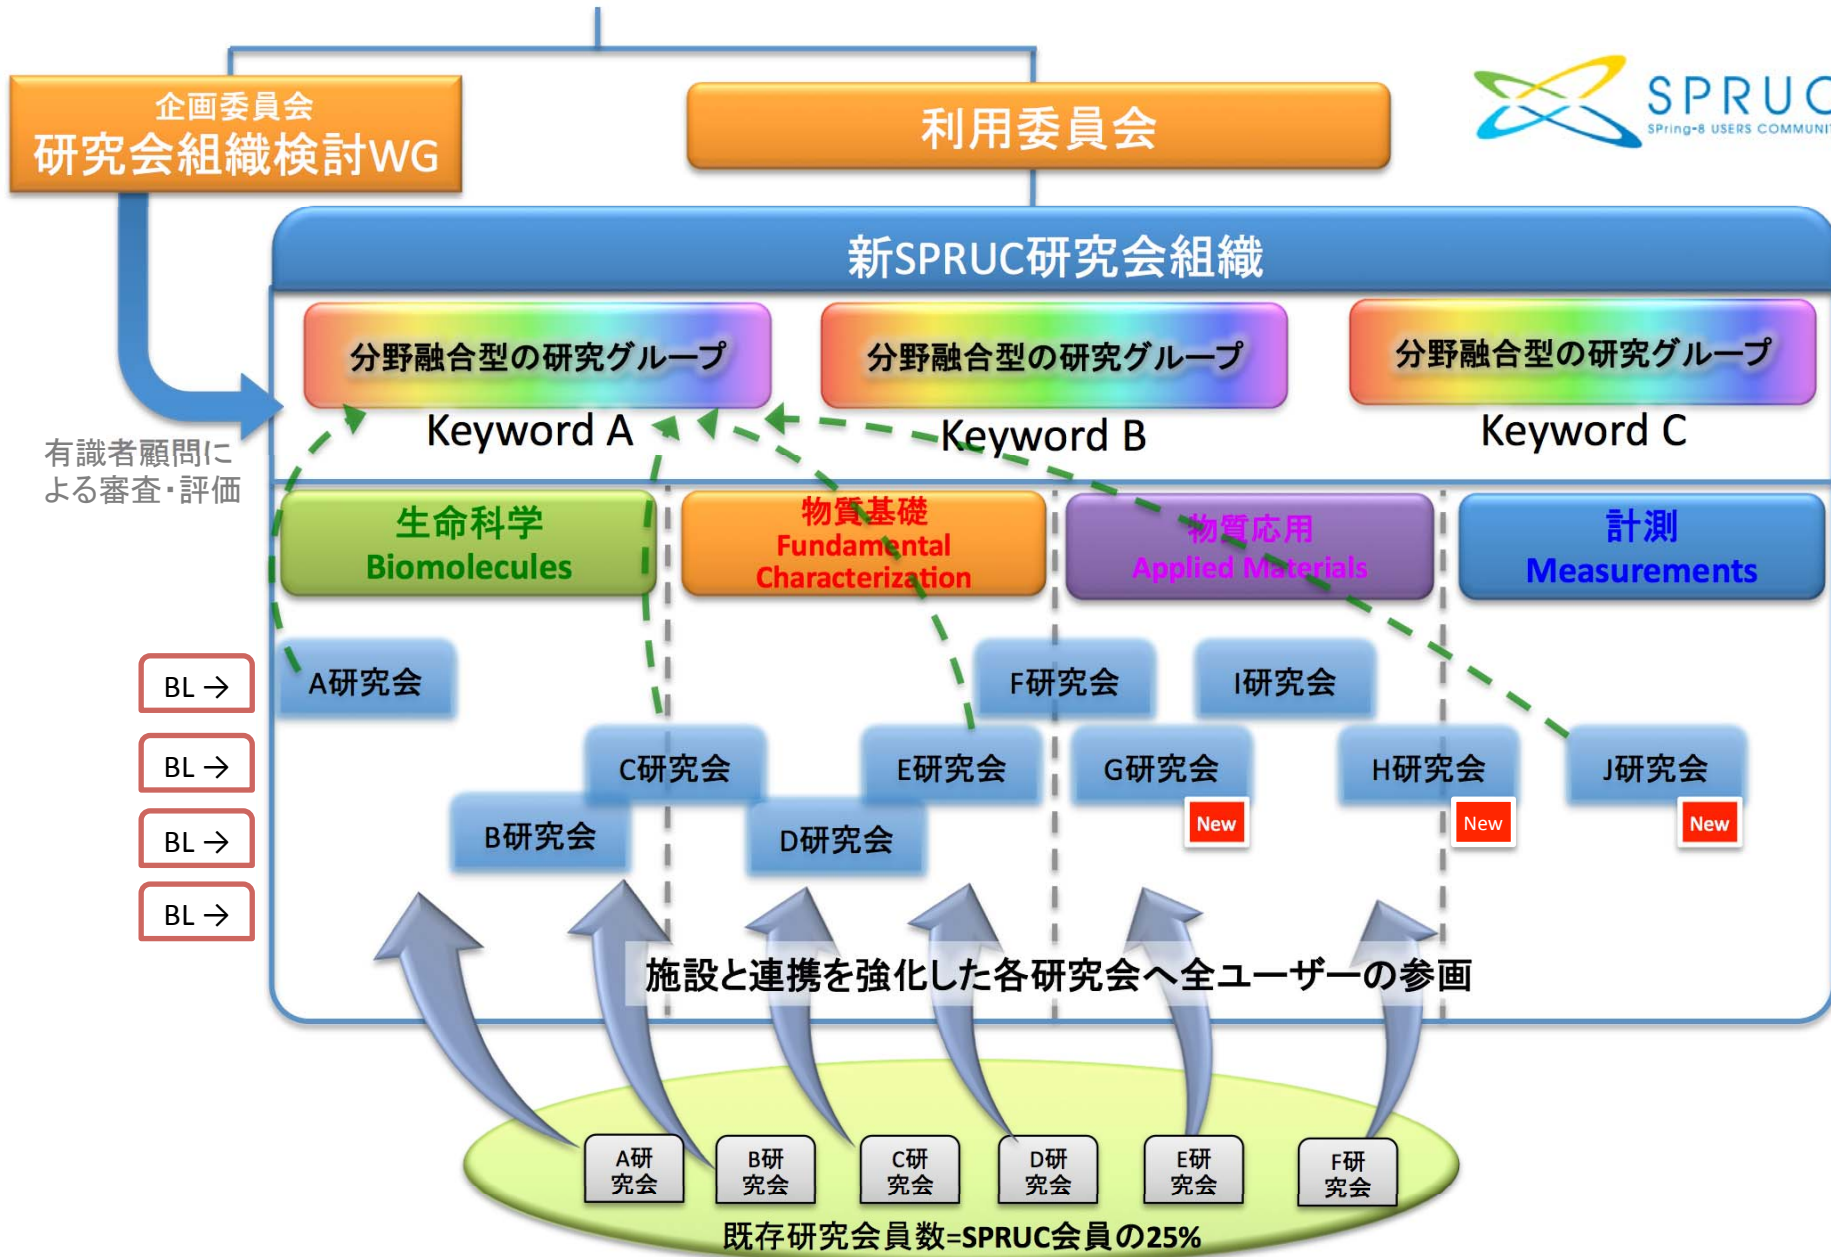 企画委員会
研究会組織検討WG
利用委員会
SPRUC
SPring-8 USERS COMMUNIT
新SPRUC研究会組織
分野融合型の研究グループ
分野融合型の研究グループ
分野融合型の研究グループ
Keyword A
Keyword B
Keyword C
有識者顧問に
よる審査・評価
生命科学
Biomolecules
物質基礎
Fundamental
Characterization
物質応用
Applied Materials
計測
Measurements
BL →
A研究会
F研究会
I研究会
BL →
C研究会
E研究会
G研究会
H研究会
J研究会
New
New
New
BL →
B研究会
D研究会
BL →
施設と連携を強化した各研究会へ全ユーザーの参画
A研
究会
B研
究会
C研
究会
D研
究会
E研
究会
F研
究会
既存研究会員数=SPRUC会員の25%